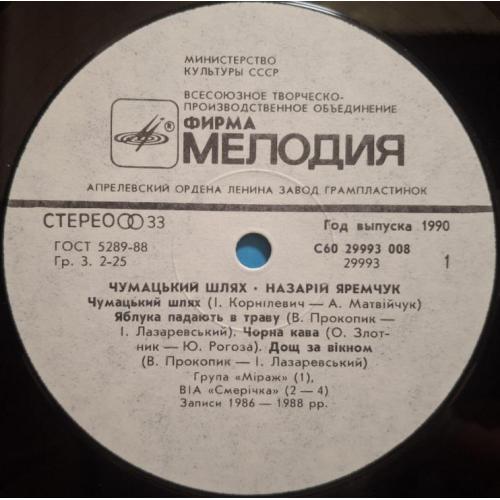 МИНИСТЕРСТВО
КУЛЬТУРЫ СССР
ВСЕСОЮЗНОЕ ТВОРЧЕСКО-
ПРОИЗВОДСТВЕННОЕ ОБЪЕДИНЕНИЕ
®
ФИРМА
МЕЛОДИЯ
АПРЕЛЕВСКИЙ ОРДЕНА ЛЕНИНА ЗАВОД ГРАМПЛАСТИНОК
СТЕРЕО 33
Год выпуска 1990
ГОСТ 5289-88
С60 29993 008
Гр. 3. 2-25
29993
1
ЧУМАЦЬКИЙ ШЛЯХ · НАЗАРІЙ ЯРЕМЧУК
Чумацький шлях (І. Корнілевич — А. Матвійчук)
Яблука падають в траву (В. Прокопик —
І. Лазаревський). Чорна кава (О. Злот-
ник — Ю. Рогоза). Дощ за вікном
(В. Прокопик — І. Лазаревський)
Група «Міраж» (1),
ВІА «Смерічка» (2 — 4)
Записи 1986 — 1988 рр.